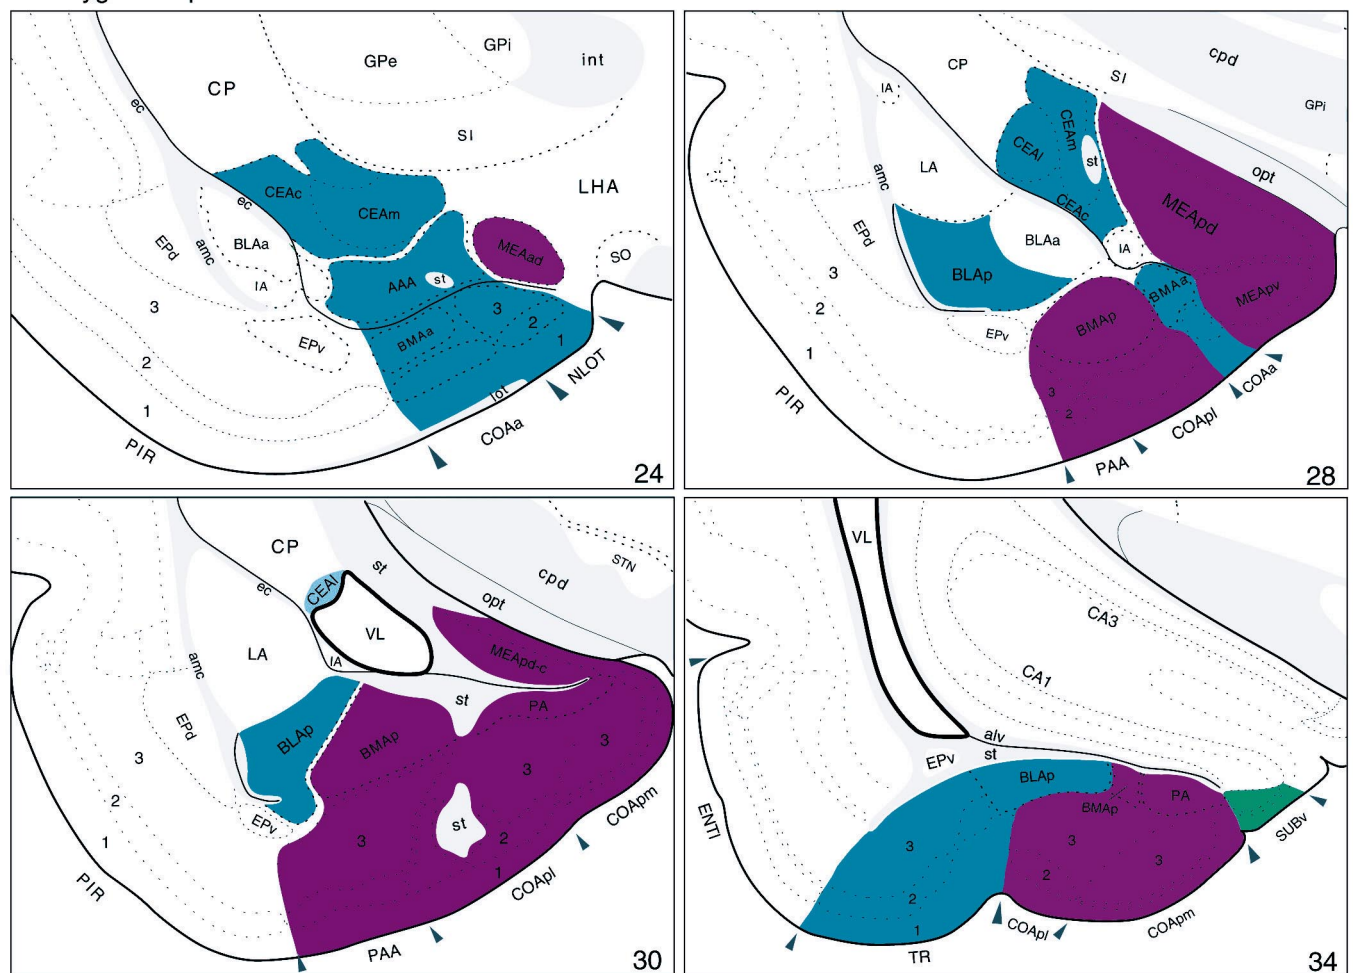 GPi
GPe
int
CP
ec
SI
LHA
CEAc
ec
CEAm
MEAad
BLAa
SO
EPd
amc
IA
AAA
st
3
3
2
1
BMAa
EPv
2
NLOT
lot
1
COAa
PIR
24
cpd
CP
SI
IA
GPi
CEAm
CEAl
st
amc
LA
opt
CEAc
MEApd
EPd
BLAa
IA
BLAp
3
BMAa
MEApv
2
BMAp
EPv
1
COAa
3
PIR
2
COApl
PAA
28
CP
st
STN
ec
CEAl
cpd
opt
VL
LA
IA
MEApd-c
amc
st
PA
EPd
BLAp
BMAp
3
3
3
2
EPv
st
COApm
1
3
2
1
COApl
PIR
PAA
30
VL
CA3
CA1
alv
st
EPv
BLAp
PA
BMAp
ENTl
SUBv
3
3
3
2
2
1
COApl
COApm
TR
34